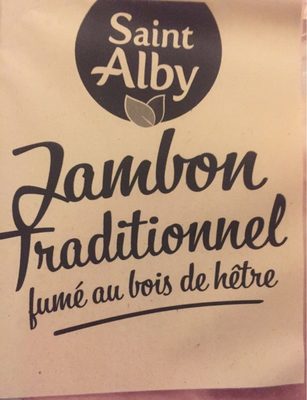 Saint
Alby
Jambon
Traditionnel
fumé au bois de hêtre